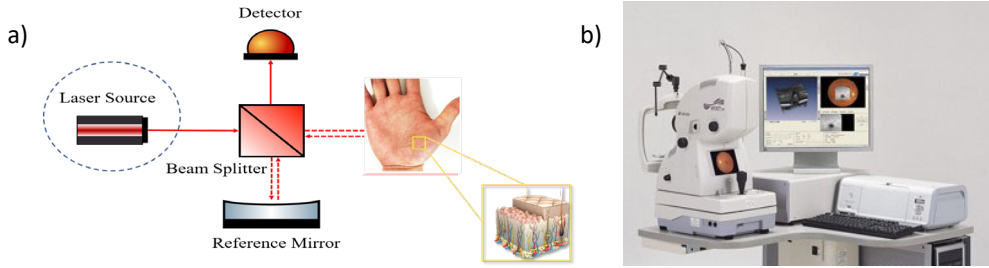 a)
Detector
Laser Source
Beam Splitter
Reference Mirror
b)